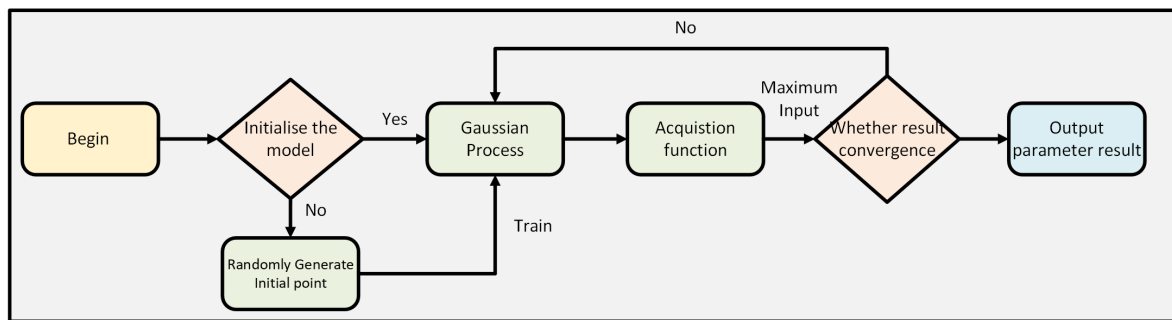 No
Maximum
Input
Begin
Initialise the
model
Yes
Gaussian
Process
Acquistion
function
Whether result
convergence
Output
parameter result
No
Train
Randomly Generate
Initial point